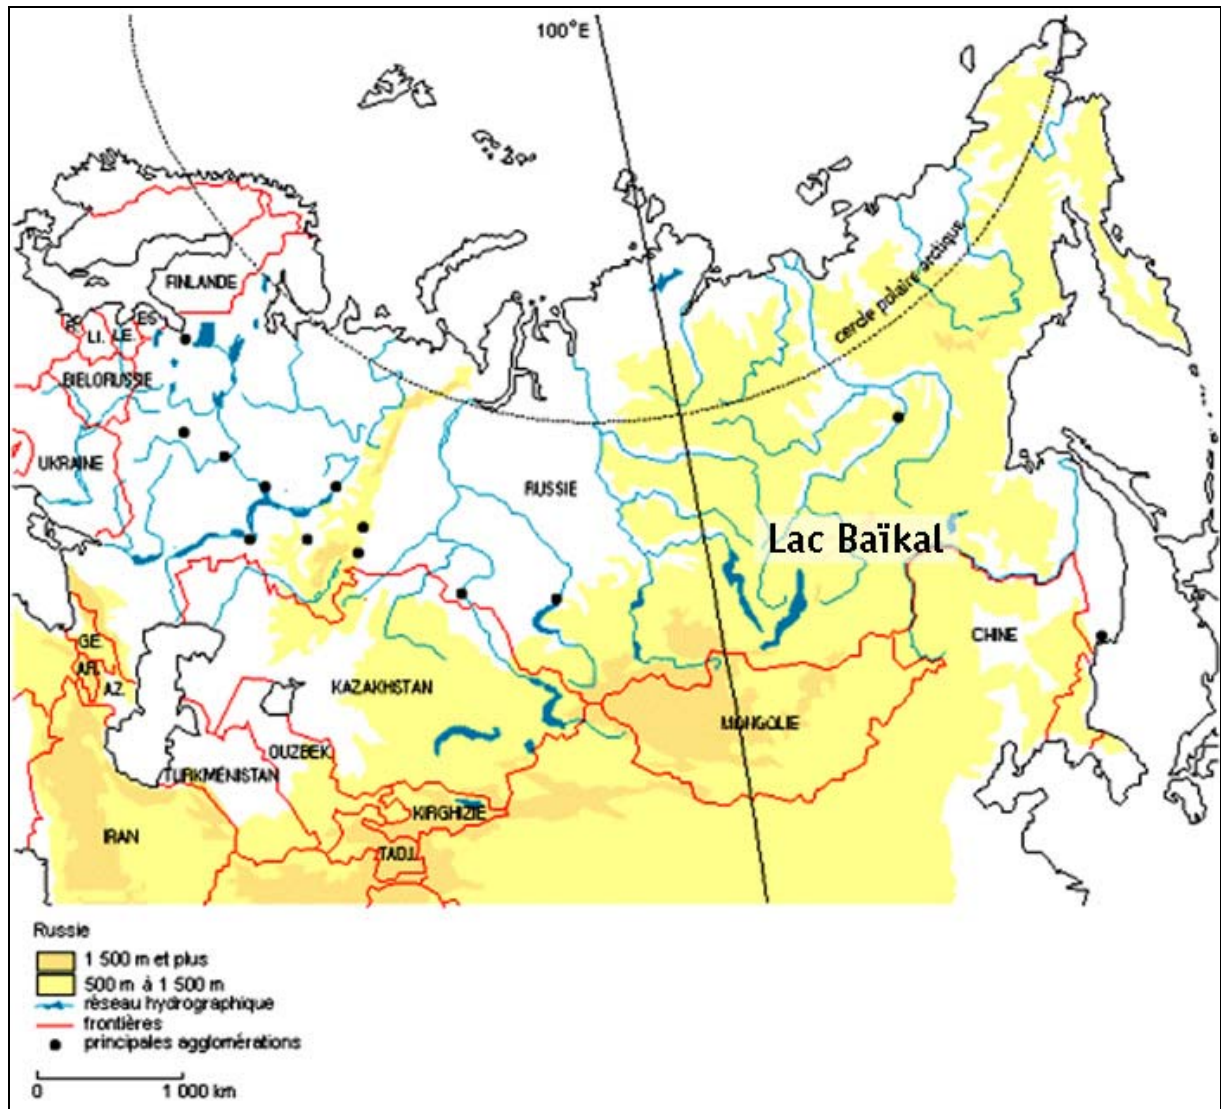 100°E
cercle polaire arctique
FINLANDE
ES.
LI.
LE.
R.
BIELORUSSIE
UKRAINE
RUSSIE
Lac Baïkal
CHINE
GE.
AR.
AZ.
KAZAKHSTAN
MONGOLIE
OUZBEK.
TURKMÉNISTAN
KIRGHIZIE
IRAN
TADJ.
Russie
1 500 m et plus
500 m à 1 500 m
réseau hydrographique
frontières
principales agglomérations
0 1 000 km